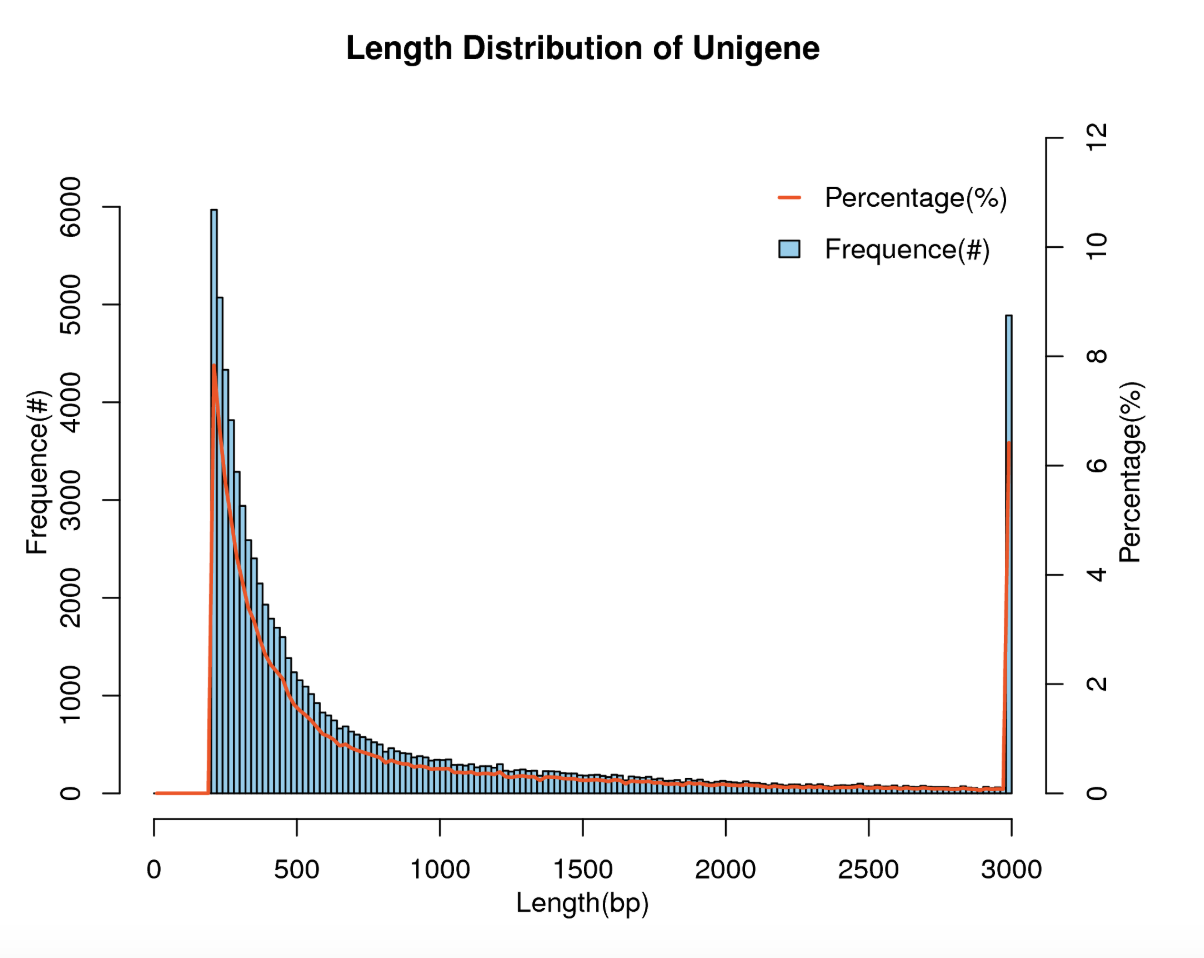 Length Distribution of Unigene
Percentage(%)
Frequence(#)
Frequence(#)
0
1000
2000
3000
4000
5000
6000
Percentage(%)
0
2
4
6
8
10
12
0 500 1000 1500 2000 2500 3000
Length(bp)